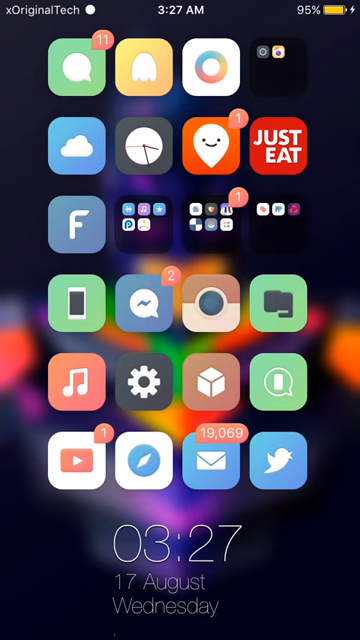 xOriginalTech
3:27 AM
95%
11
1
JUST
EAT
F
1
2
1
19,069
03:27
17 August
Wednesday